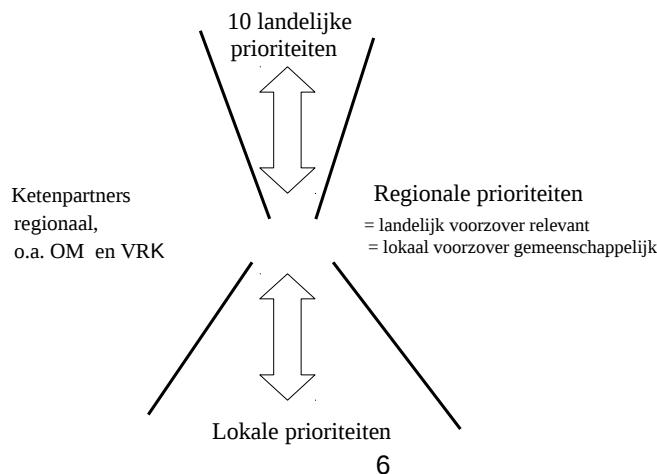 10 landelijke
prioriteiten
Ketenpartners
regionaal,
o.a. OM en VRK
Regionale prioriteiten
= landelijk voorzover relevant
= lokaal voorzover gemeenschappelijk
Lokale prioriteiten
6